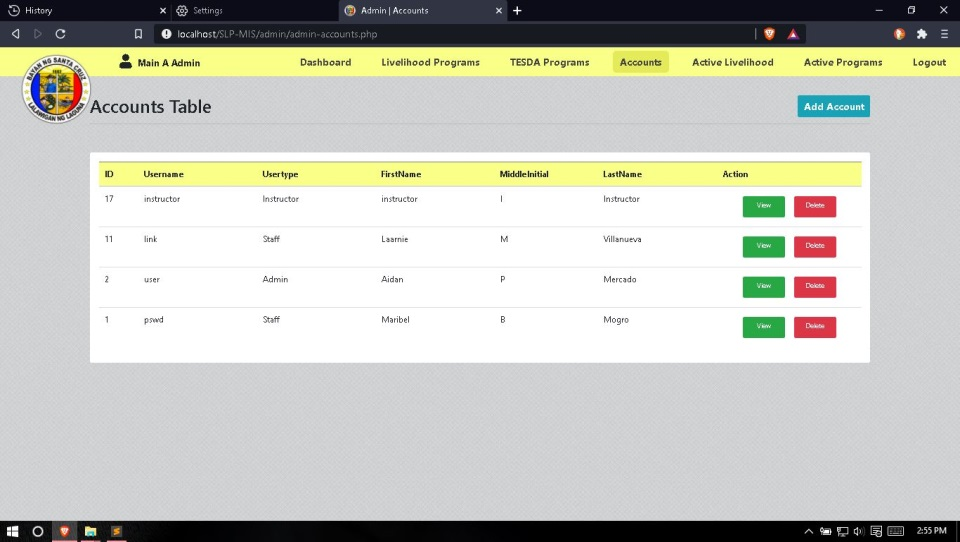 History
Settings
Admin | Accounts
localhost/SLP-MIS/admin/admin-accounts.php
BAYAN NG SANTA CRUZ
LALAWIGAN NG LAGUNA
Main A Admin
Dashboard
Livelihood Programs
TESDA Programs
Accounts
Active Livelihood
Active Programs
Logout
Accounts Table
Add Account
ID Username Usertype FirstName MiddleInitial LastName Action
17 instructor Instructor instructor I Instructor View Delete
11 link Staff Laarnie M Villanueva View Delete
2 user Admin Aidan P Mercado View Delete
1 pswd Staff Maribel B Mogro View Delete
2:55 PM